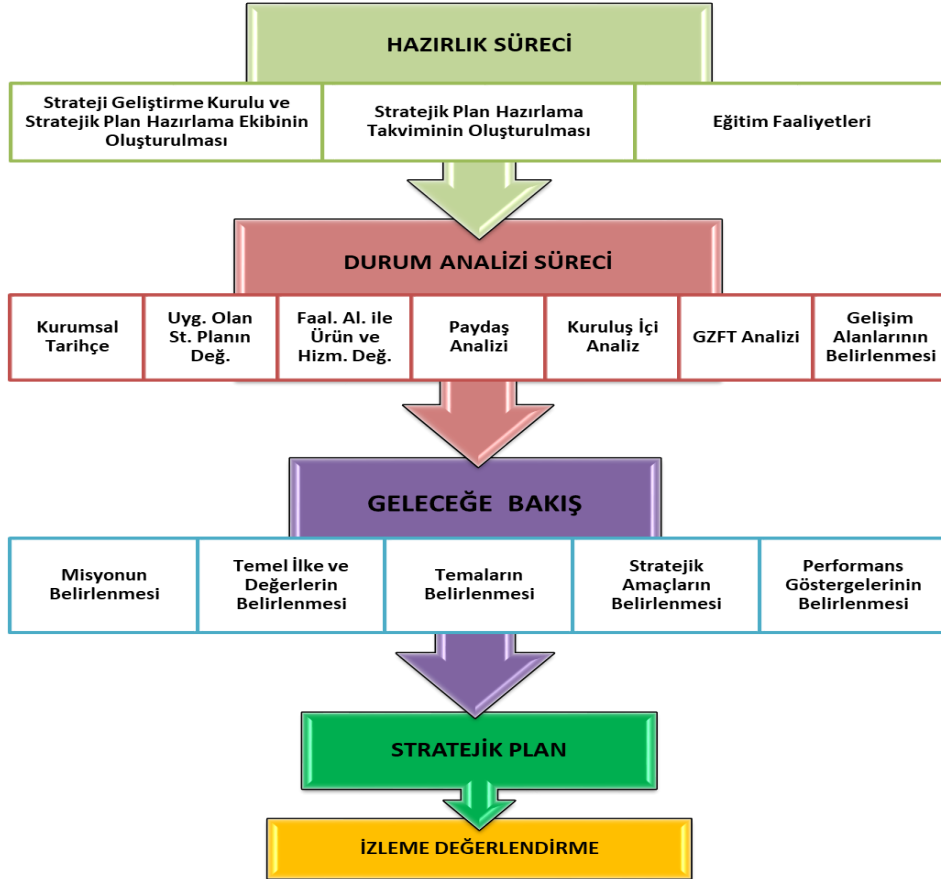 HAZIRLIK SÜRECİ
Strateji Geliştirme Kurulu ve
Stratejik Plan Hazırlama Ekibinin
Oluşturulması
Stratejik Plan Hazırlama
Takviminin Oluşturulması
Eğitim Faaliyetleri
DURUM ANALİZİ SÜRECİ
Kurumsal
Tarihçe
Uyg. Olan
St. Planın
Değ.
Faal. Al. ile
Ürün ve
Hizm. Değ.
Paydaş
Analizi
Kuruluş İçi
Analiz
GZFT Analizi
Gelişim
Alanlarının
Belirlenmesi
GELECEĞE BAKIŞ
Misyonun
Belirlenmesi
Temel İlke ve
Değerlerin
Belirlenmesi
Temaların
Belirlenmesi
Stratejik
Amaçların
Belirlenmesi
Performans
Göstergelerinin
Belirlenmesi
STRATEJİK PLAN
İZLEME DEĞERLENDİRME